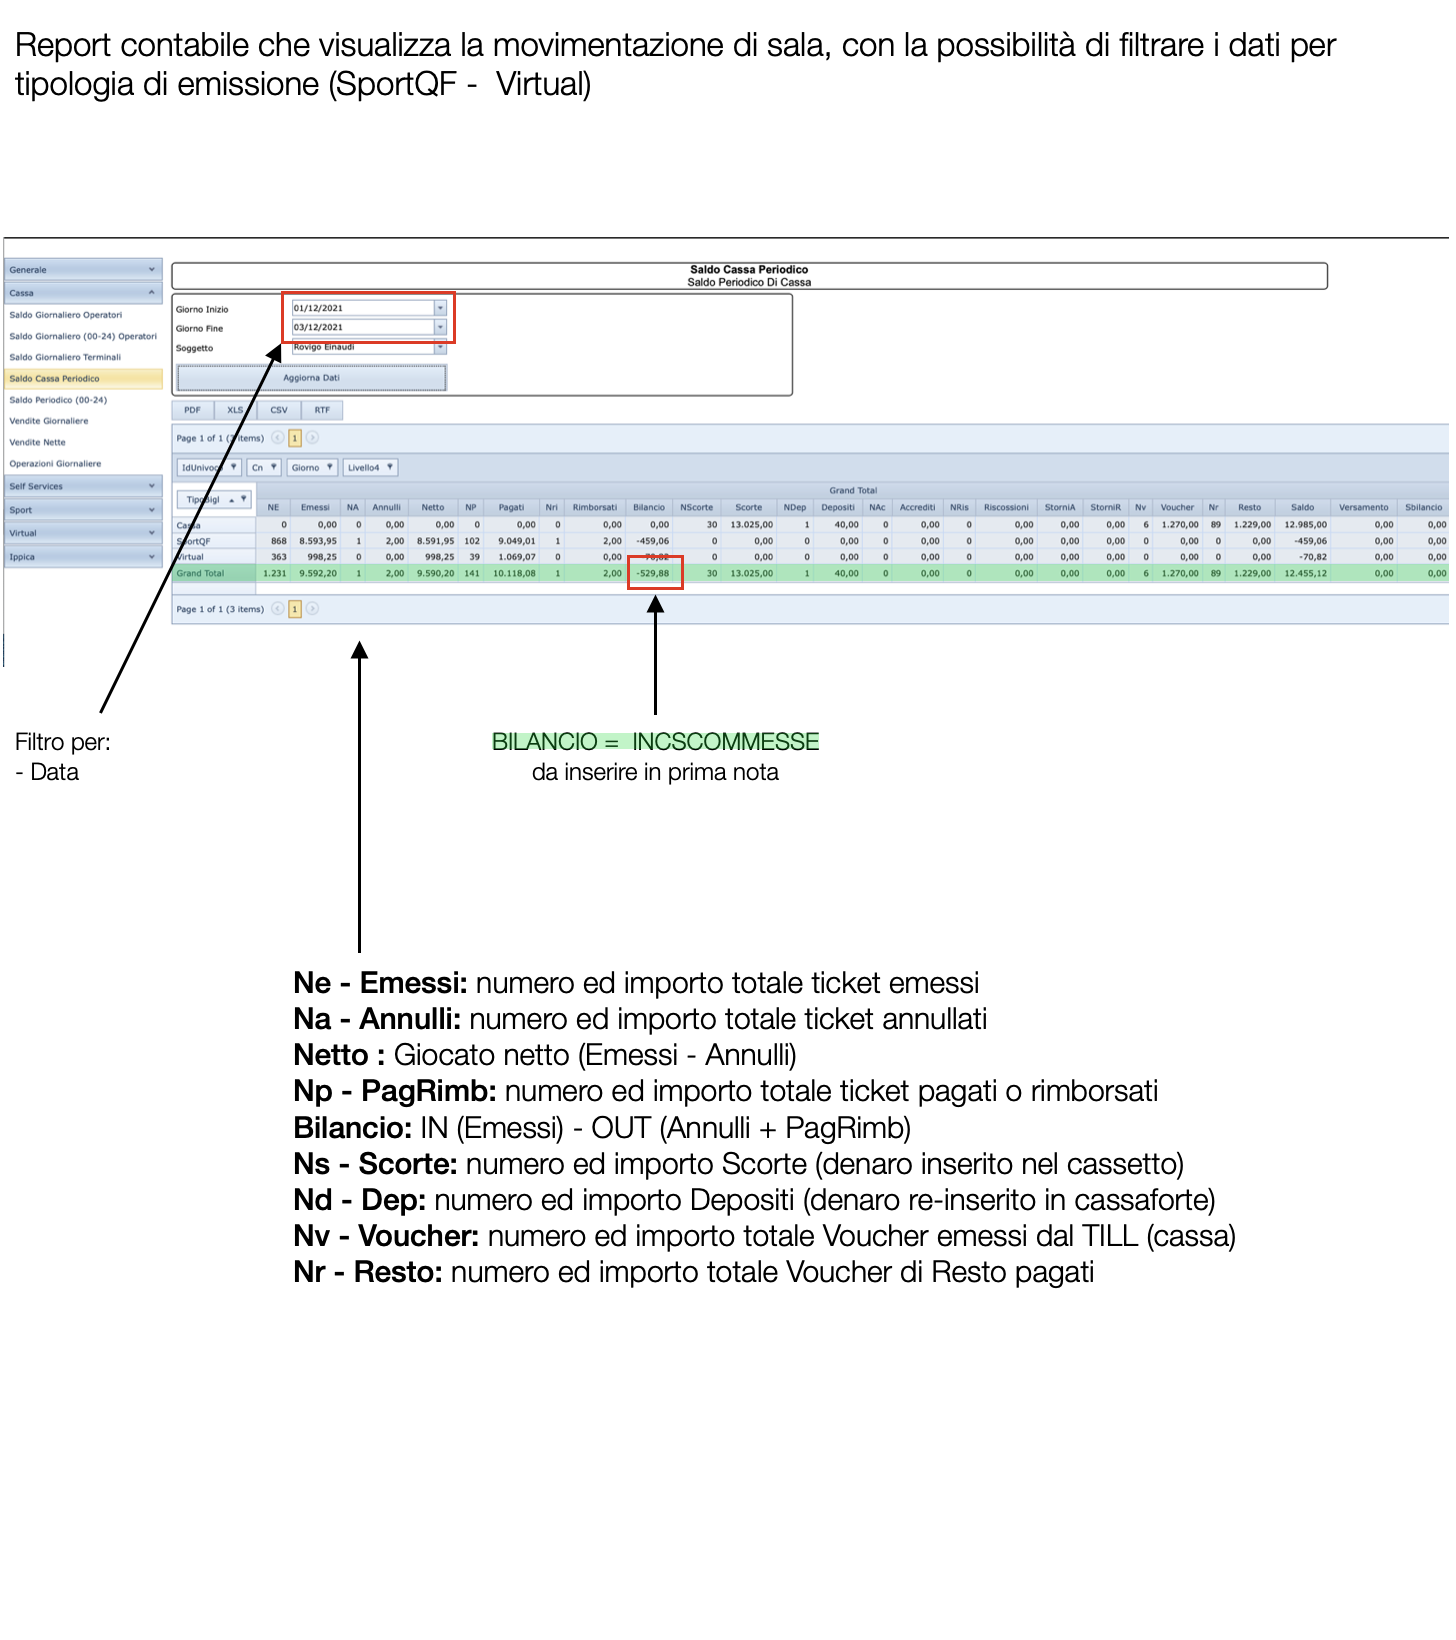 Report contabile che visualizza la movimentazione di sala, con la possibilità di filtrare i dati per
tipologia di emissione (SportQF -  Virtual)
Generale
Cassa
Saldo Giornaliero Operatori
Saldo Giornaliero (00-24) Operatori
Saldo Giornaliero Terminali
Saldo Cassa Periodico
Saldo Periodico (00-24)
Vendite Giornaliere
Vendite Nette
Operazioni Giornaliere
Self Services
Sport
Virtual
Ippica
Saldo Cassa Periodico
Saldo Periodico Di Cassa
Giorno Inizio 01/12/2021
Giorno Fine 03/12/2021
Soggetto Rovigo Einaudi
Aggiorna Dati
PDF XLS CSV RTF
Page 1 of 1 (3 items) 1
IdUnivoco Cn Giorno Livello4
Grand Total
TipoBigl NE Emessi NA Annulli Netto NP Pagati Nri Rimborsati Bilancio NScorte Scorte NDep Depositi NAc Accrediti NRis Riscossioni StorniA StorniR Nv Voucher Nr Resto Saldo Versamento Sbilancio
Cassa 0 0,00 0 0,00 0,00 0 0,00 0 0,00 0,00 30 13.025,00 1 40,00 0 0,00 0 0,00 0,00 0,00 6 1.270,00 89 1.229,00 12.985,00 0,00 0,00
SportQF 868 8.593,95 1 2,00 8.591,95 102 9.049,01 1 2,00 -459,06 0 0,00 0 0,00 0 0,00 0 0,00 0,00 0,00 0 0,00 0 0,00 -459,06 0,00 0,00
Virtual 363 998,25 0 0,00 998,25 39 1.069,07 0 0,00 -70,82 0 0,00 0 0,00 0 0,00 0 0,00 0,00 0,00 0 0,00 0 0,00 -70,82 0,00 0,00
Grand Total 1.231 9.592,20 1 2,00 9.590,20 141 10.118,08 1 2,00 -529,88 30 13.025,00 1 40,00 0 0,00 0 0,00 0,00 0,00 6 1.270,00 89 1.229,00 12.455,12 0,00 0,00
Page 1 of 1 (3 items) 1
Filtro per:
- Data
BILANCIO =  INCSCOMMESSE
da inserire in prima nota
Ne - Emessi: numero ed importo totale ticket emessi
Na - Annulli: numero ed importo totale ticket annullati
Netto : Giocato netto (Emessi - Annulli)
Np - PagRimb: numero ed importo totale ticket pagati o rimborsati
Bilancio: IN (Emessi) - OUT (Annulli + PagRimb)
Ns - Scorte: numero ed importo Scorte (denaro inserito nel cassetto)
Nd - Dep: numero ed importo Depositi (denaro re-inserito in cassaforte)
Nv - Voucher: numero ed importo totale Voucher emessi dal TILL (cassa)
Nr - Resto: numero ed importo totale Voucher di Resto pagati